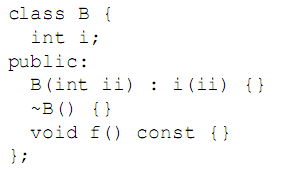 class B {
  int i;
public:
  B(int ii) : i(ii) {}
  ~B() {}
  void f() const {}
};